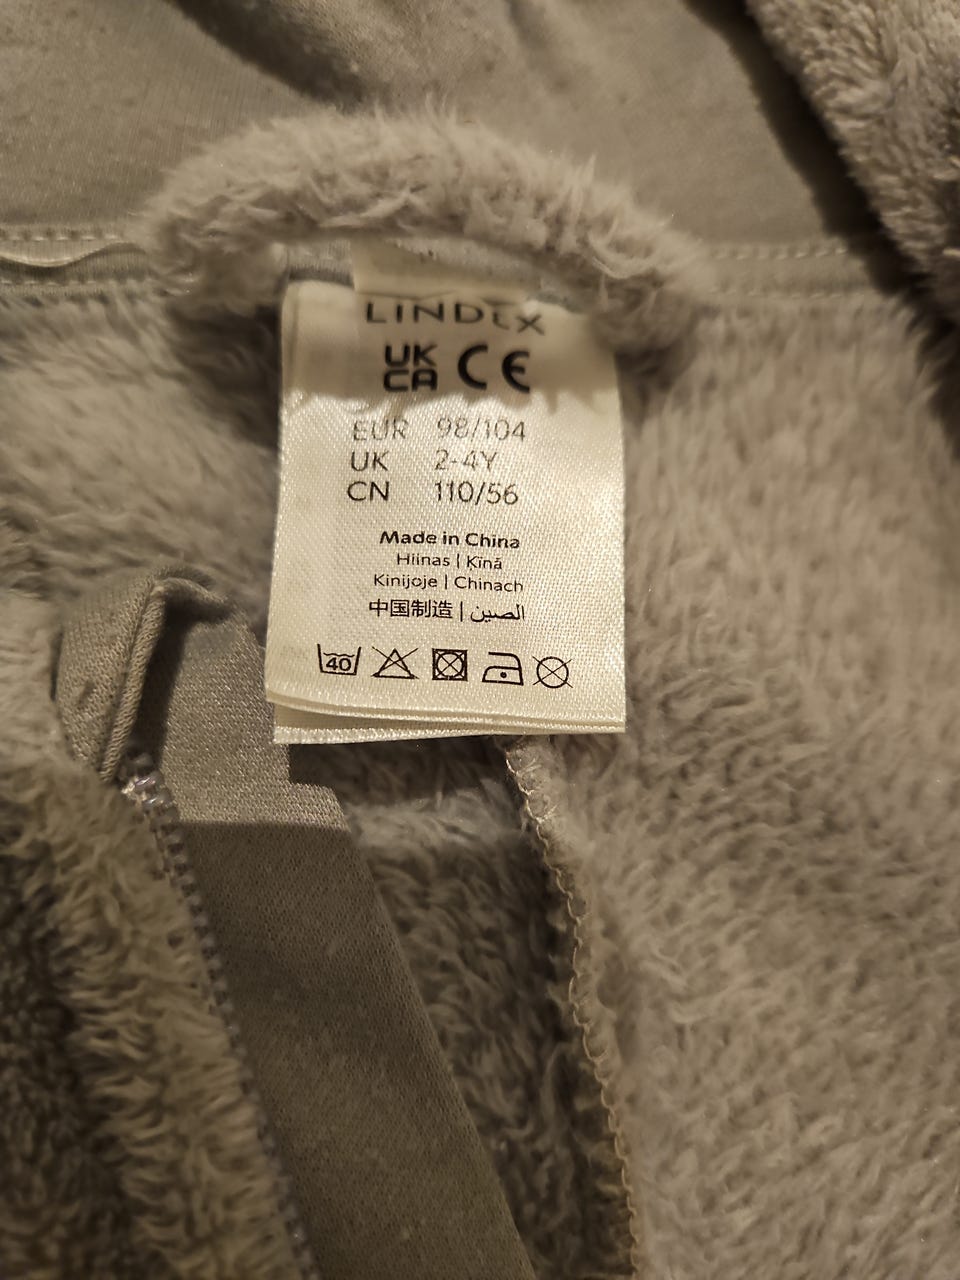 LINDEX
UK CA CE
EUR 98/104
UK 2-4Y
CN 110/56
Made in China
Hiinas | Ķīnā
Kinijoje | Chinach
中国制造 | الصين
40